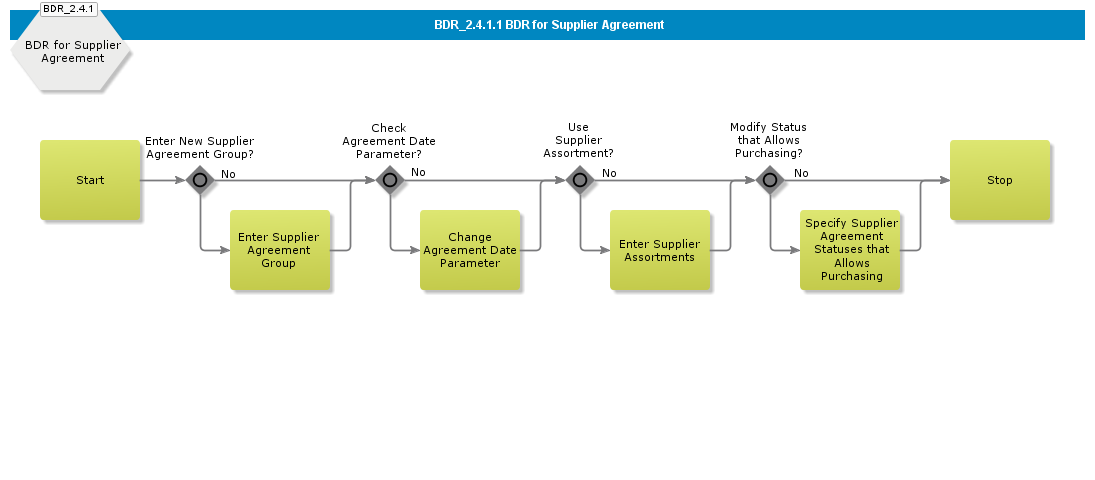 BDR_2.4.1
BDR_2.4.1.1 BDR for Supplier Agreement
BDR for Supplier
Agreement
Start
Enter New Supplier
Agreement Group?
No
Enter Supplier
Agreement
Group
Check
Agreement Date
Parameter?
No
Change
Agreement Date
Parameter
Use
Supplier
Assortment?
No
Enter Supplier
Assortments
Modify Status
that Allows
Purchasing?
No
Specify Supplier
Agreement
Statuses that
Allows
Purchasing
Stop